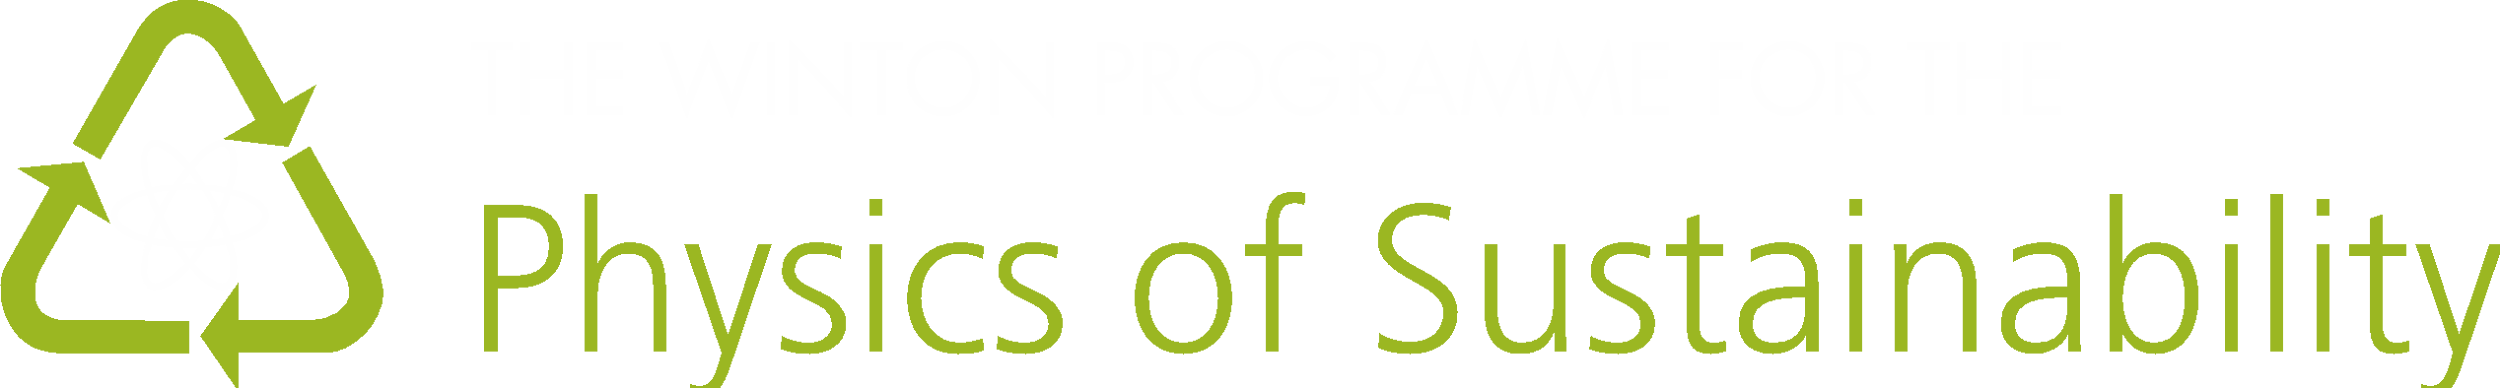 THE WINTON PROGRAMME FOR THE
Physics of Sustainability